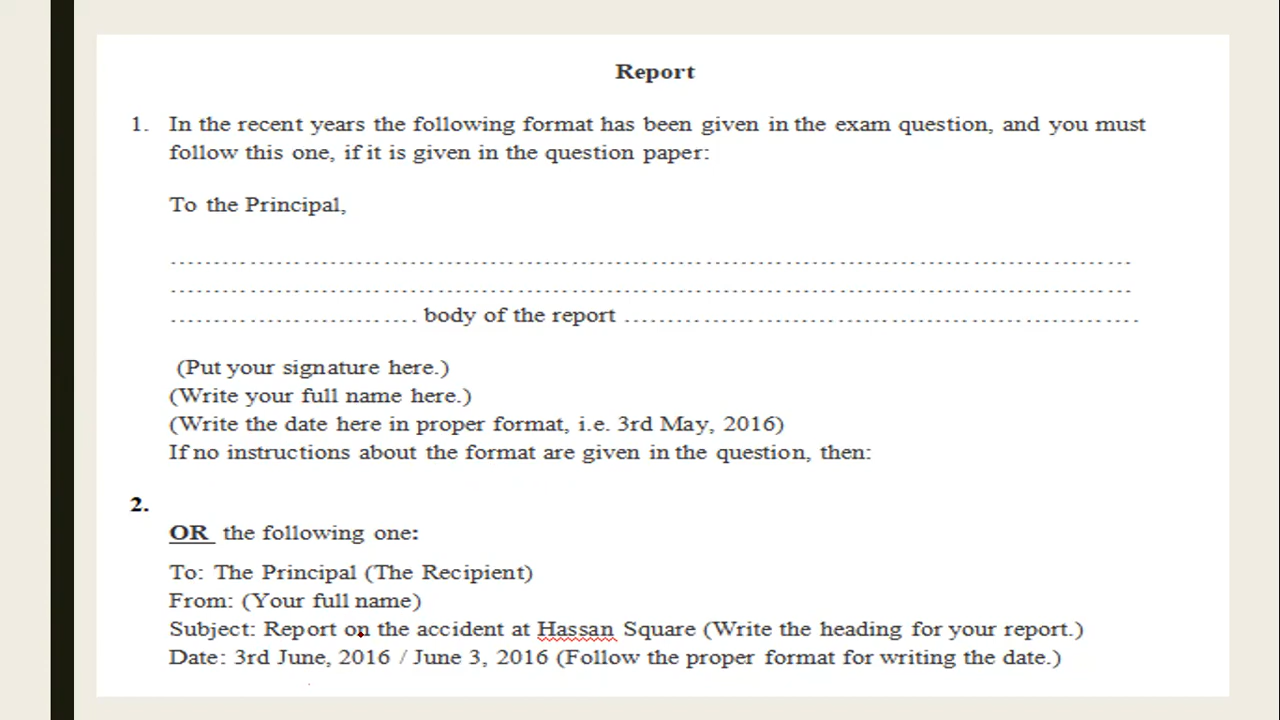 Report
1. In the recent years the following format has been given in the exam question, and you must
follow this one, if it is given in the question paper:
To the Principal,
……………………………………………………………………………………………
……………………………………………………………………………………………
………………………. body of the report ………………………………………………….
(Put your signature here.)
(Write your full name here.)
(Write the date here in proper format, i.e. 3rd May, 2016)
If no instructions about the format are given in the question, then:
2.
OR the following one:
To: The Principal (The Recipient)
From: (Your full name)
Subject: Report on the accident at Hassan Square (Write the heading for your report.)
Date: 3rd June, 2016 / June 3, 2016 (Follow the proper format for writing the date.)